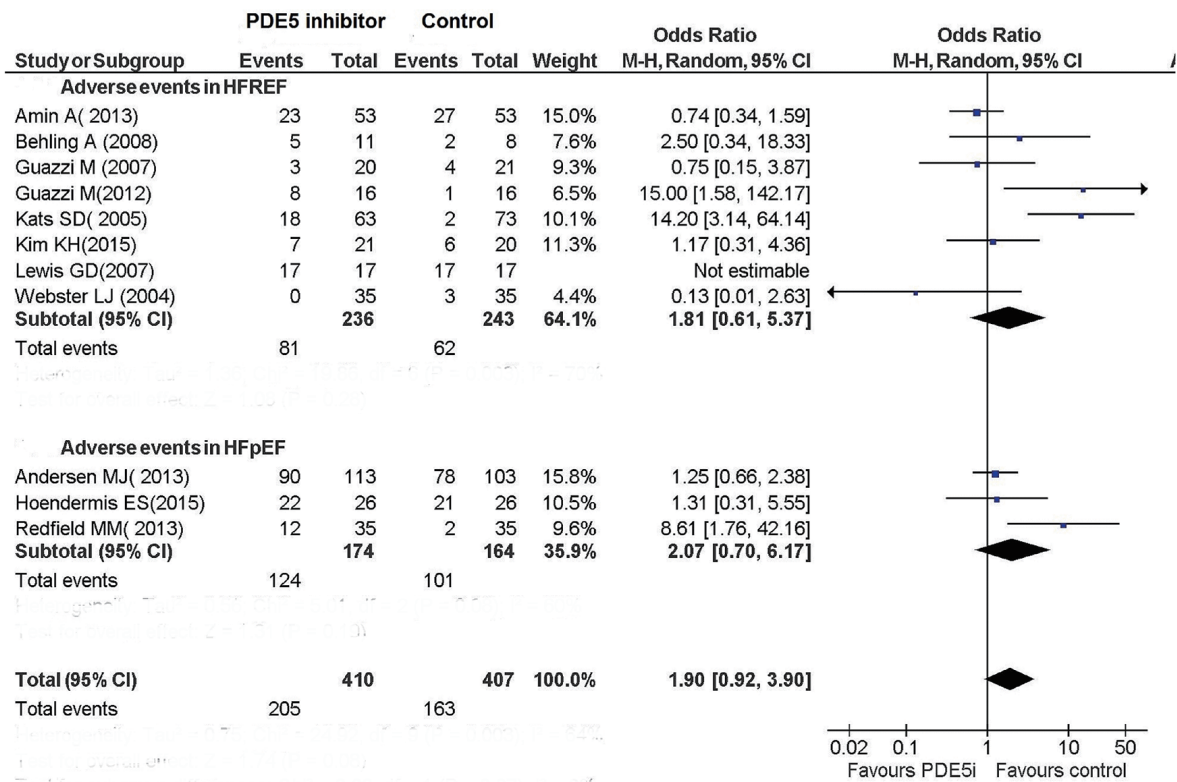 PDE5 inhibitor Control Odds Ratio Odds Ratio
Study or Subgroup Events Total Events Total Weight M-H, Random, 95% CI M-H, Random, 95% CI
Adverse events in HFREF
Amin A( 2013) 23 53 27 53 15.0% 0.74 [0.34, 1.59]
Behling A (2008) 5 11 2 8 7.6% 2.50 [0.34, 18.33]
Guazzi M (2007) 3 20 4 21 9.3% 0.75 [0.15, 3.87]
Guazzi M(2012) 8 16 1 16 6.5% 15.00 [1.58, 142.17]
Kats SD( 2005) 18 63 2 73 10.1% 14.20 [3.14, 64.14]
Kim KH(2015) 7 21 6 20 11.3% 1.17 [0.31, 4.36]
Lewis GD(2007) 17 17 17 17 Not estimable
Webster LJ (2004) 0 35 3 35 4.4% 0.13 [0.01, 2.63]
Subtotal (95% CI) 236 243 64.1% 1.81 [0.61, 5.37]
Total events 81 62
Adverse events in HFpEF
Andersen MJ( 2013) 90 113 78 103 15.8% 1.25 [0.66, 2.38]
Hoendermis ES(2015) 22 26 21 26 10.5% 1.31 [0.31, 5.55]
Redfield MM( 2013) 12 35 2 35 9.6% 8.61 [1.76, 42.16]
Subtotal (95% CI) 174 164 35.9% 2.07 [0.70, 6.17]
Total events 124 101
Total (95% CI) 410 407 100.0% 1.90 [0.92, 3.90]
Total events 205 163
0.02 0.1 1 10 50
Favours PDE5i Favours control